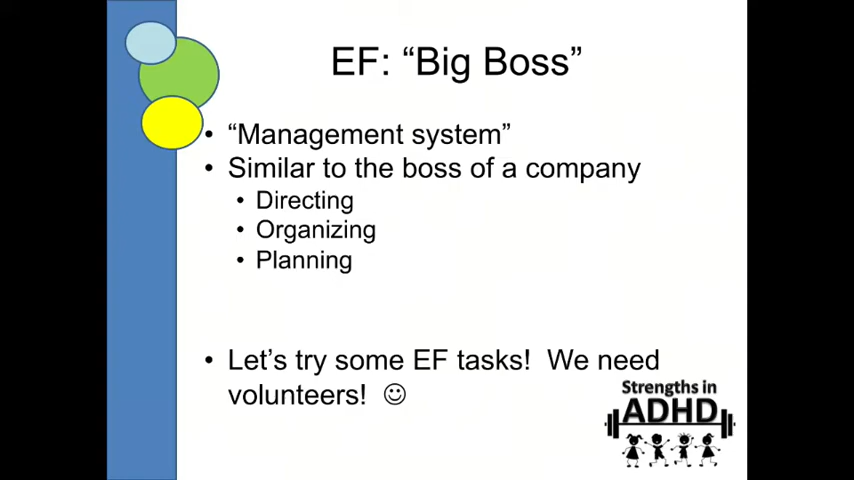 EF: “Big Boss”
• “Management system”
• Similar to the boss of a company
• Directing
• Organizing
• Planning
• Let’s try some EF tasks!  We need
volunteers! ☺
Strengths in
ADHD